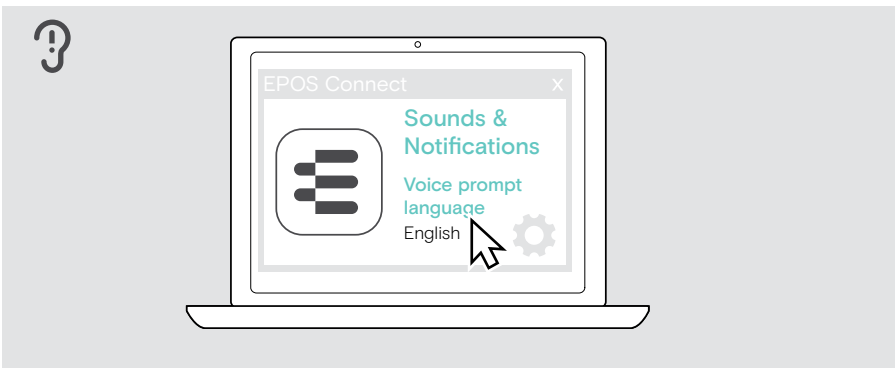 EPOS Connect X
Sounds &
Notifications
Voice prompt
language
English